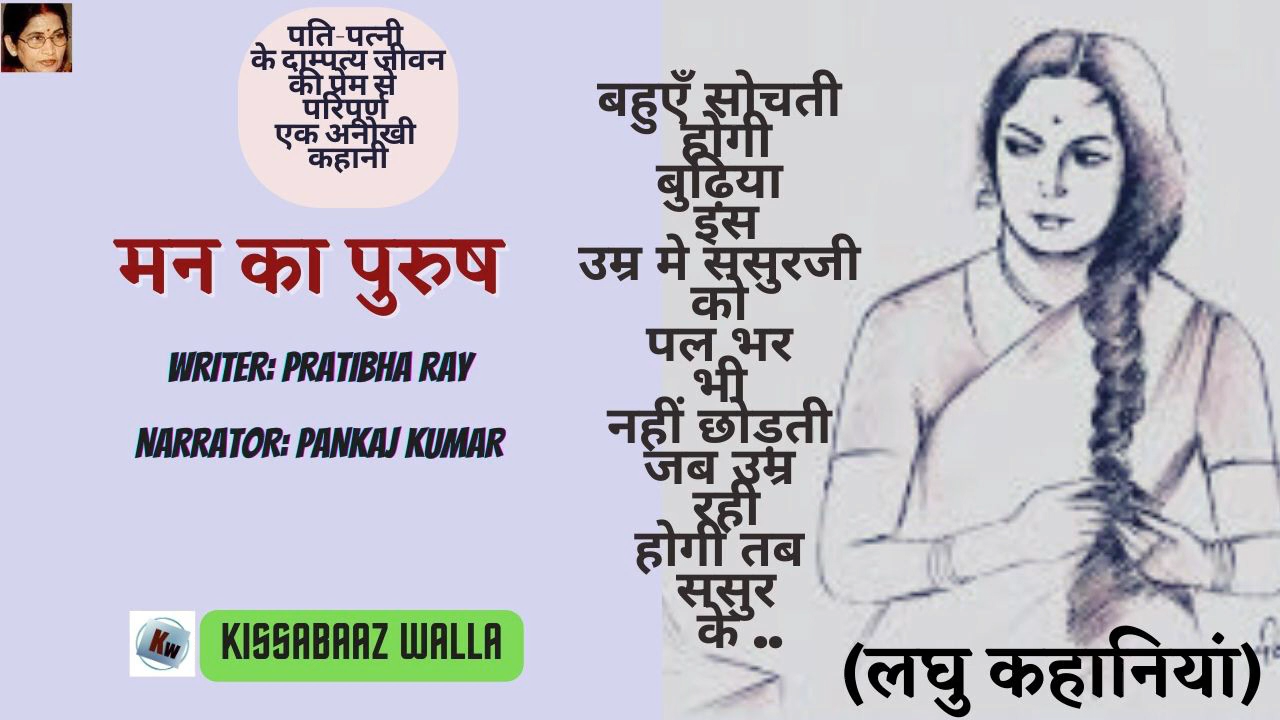 पति-पत्नी
के दाम्पत्य जीवन
की प्रेम से
परिपूर्ण
एक अनोखी
कहानी
मन का पुरुष
WRITER: PRATIBHA RAY
NARRATOR: PANKAJ KUMAR
KW
KISSABAAZ WALLA
बहुएँ सोचती
होगी
बुढ़िया
इस
उम्र मे ससुरजी
को
पल भर
भी
नहीं छोड़ती
जब उम्र
रही
होगी तब
ससुर
के ..
(लघु कहानियां)